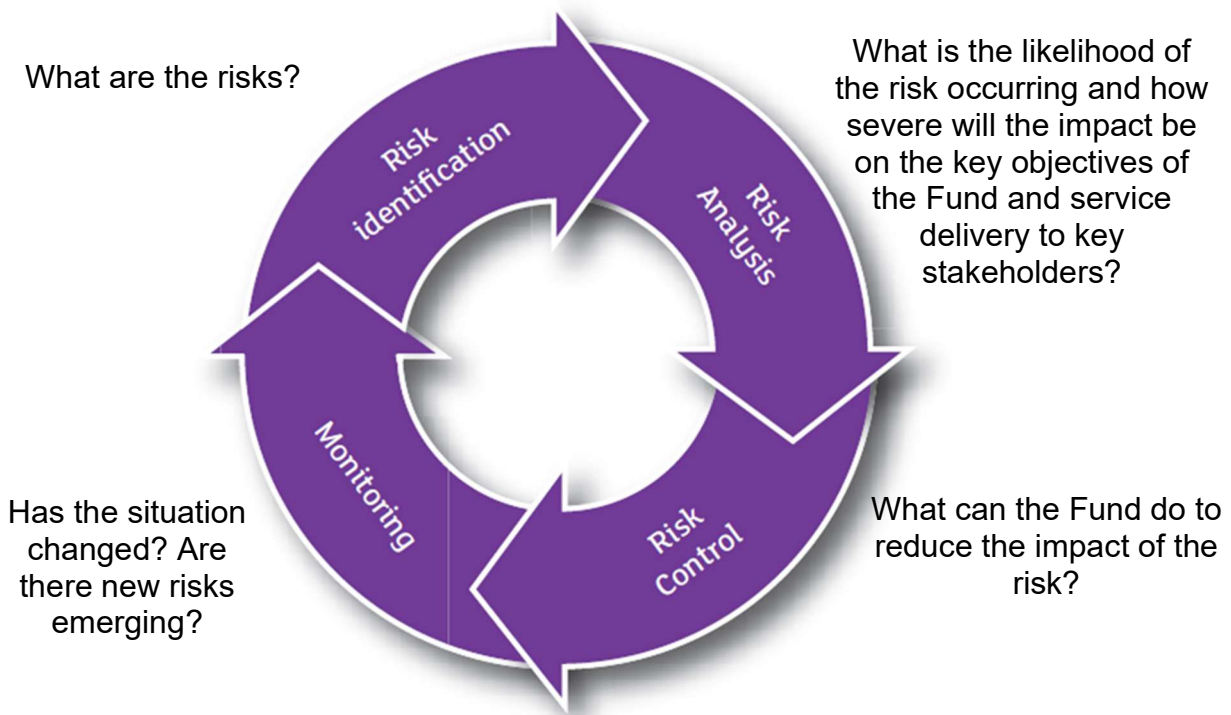 What are the risks?
Risk
identification
What is the likelihood of
the risk occurring and how
severe will the impact be
on the key objectives of
the Fund and service
delivery to key
stakeholders?
Risk
Analysis
What can the Fund do to
reduce the impact of the
risk?
Risk
Control
Has the situation
changed? Are
there new risks
emerging?
Monitoring